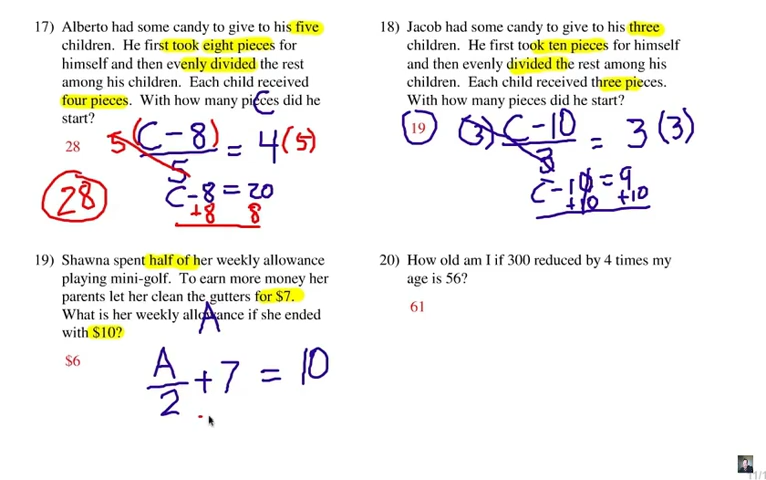 17) Alberto had some candy to give to his five
children. He first took eight pieces for
himself and then evenly divided the rest
among his children. Each child received
four pieces. With how many pieces did he
start?
C
28
5 (C-8) = 4 (5)
5
28
C-8 = 20
+8 8
18) Jacob had some candy to give to his three
children. He first took ten pieces for himself
and then evenly divided the rest among his
children. Each child received three pieces.
With how many pieces did he start?
19
(3) C-10 = 3 (3)
3
C-10 = 9
+10 +10
19) Shawna spent half of her weekly allowance
playing mini-golf. To earn more money her
parents let her clean the gutters for $7.
What is her weekly allowance if she ended
with $10?
A
$6
A
2
+ 7 = 10
20) How old am I if 300 reduced by 4 times my
age is 56?
61
11/1